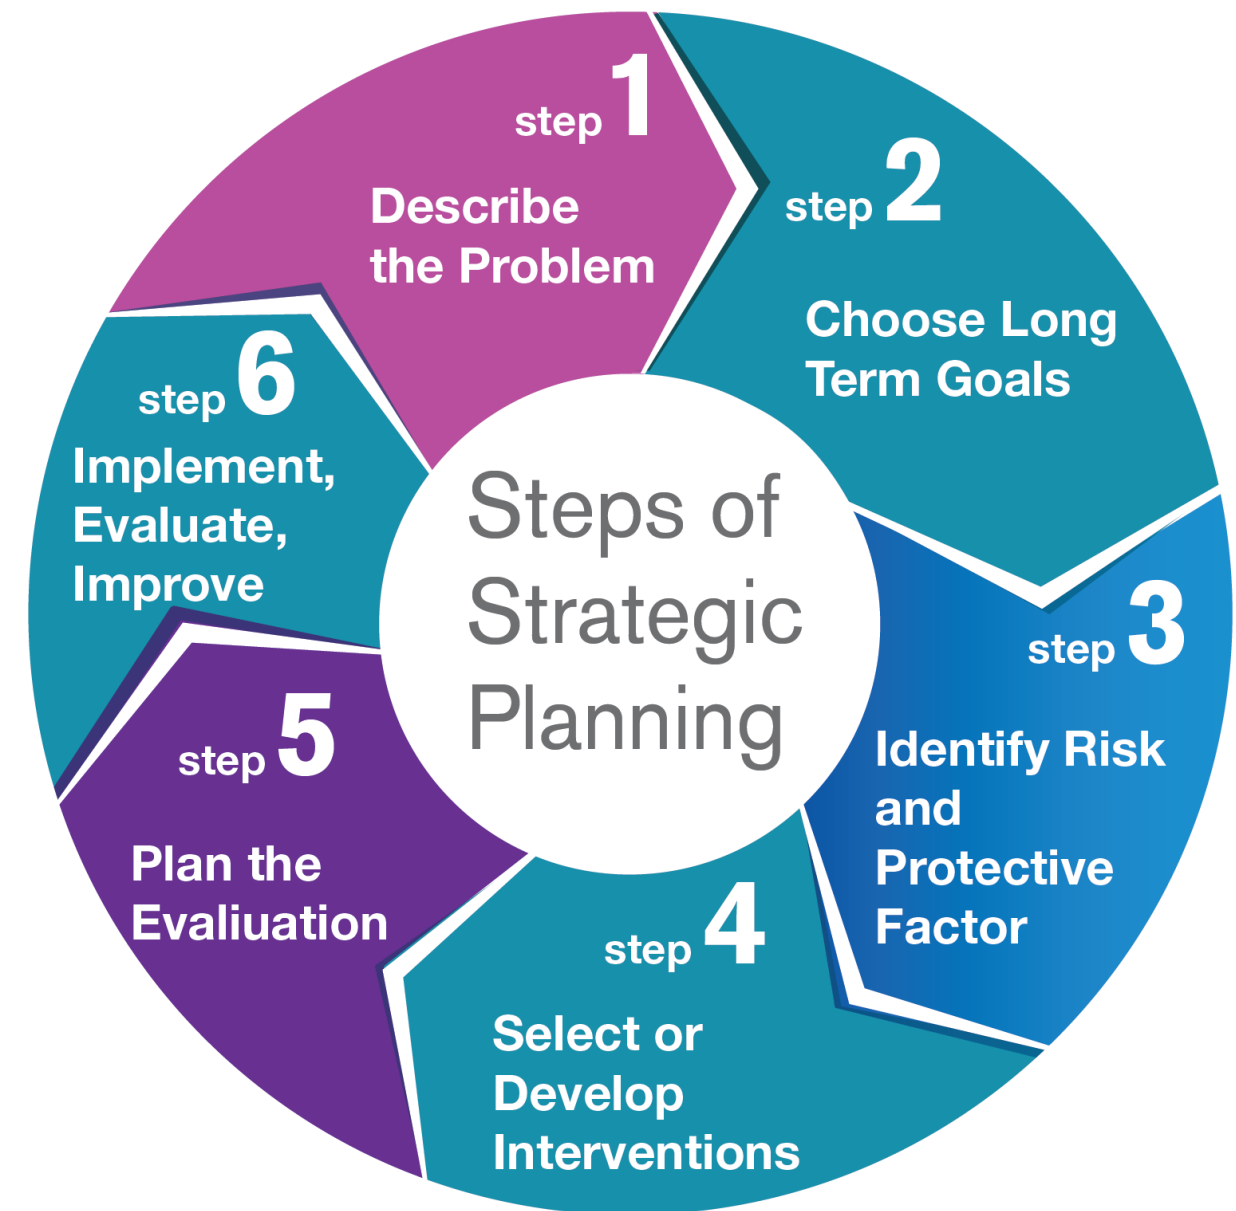 step 1
Describe
the Problem
step 2
Choose Long
Term Goals
step 3
Identify Risk
and
Protective
Factor
step 4
Select or
Develop
Interventions
step 5
Plan the
Evaliuation
step 6
Implement,
Evaluate,
Improve
Steps of
Strategic
Planning